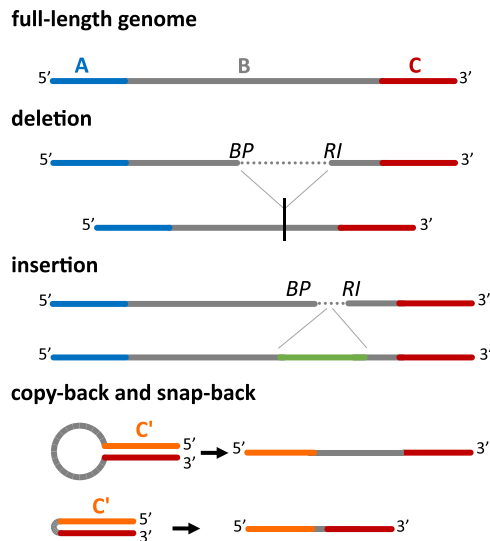 full-length genome
A B C
5’ 3’
deletion
BP RI
5’ 3’
5’ 3’
insertion
BP RI
5’ 3’
5’ 3’
copy-back and snap-back
C'
5’
3’
5’ 3’
C'
5’
3’
5’ 3’